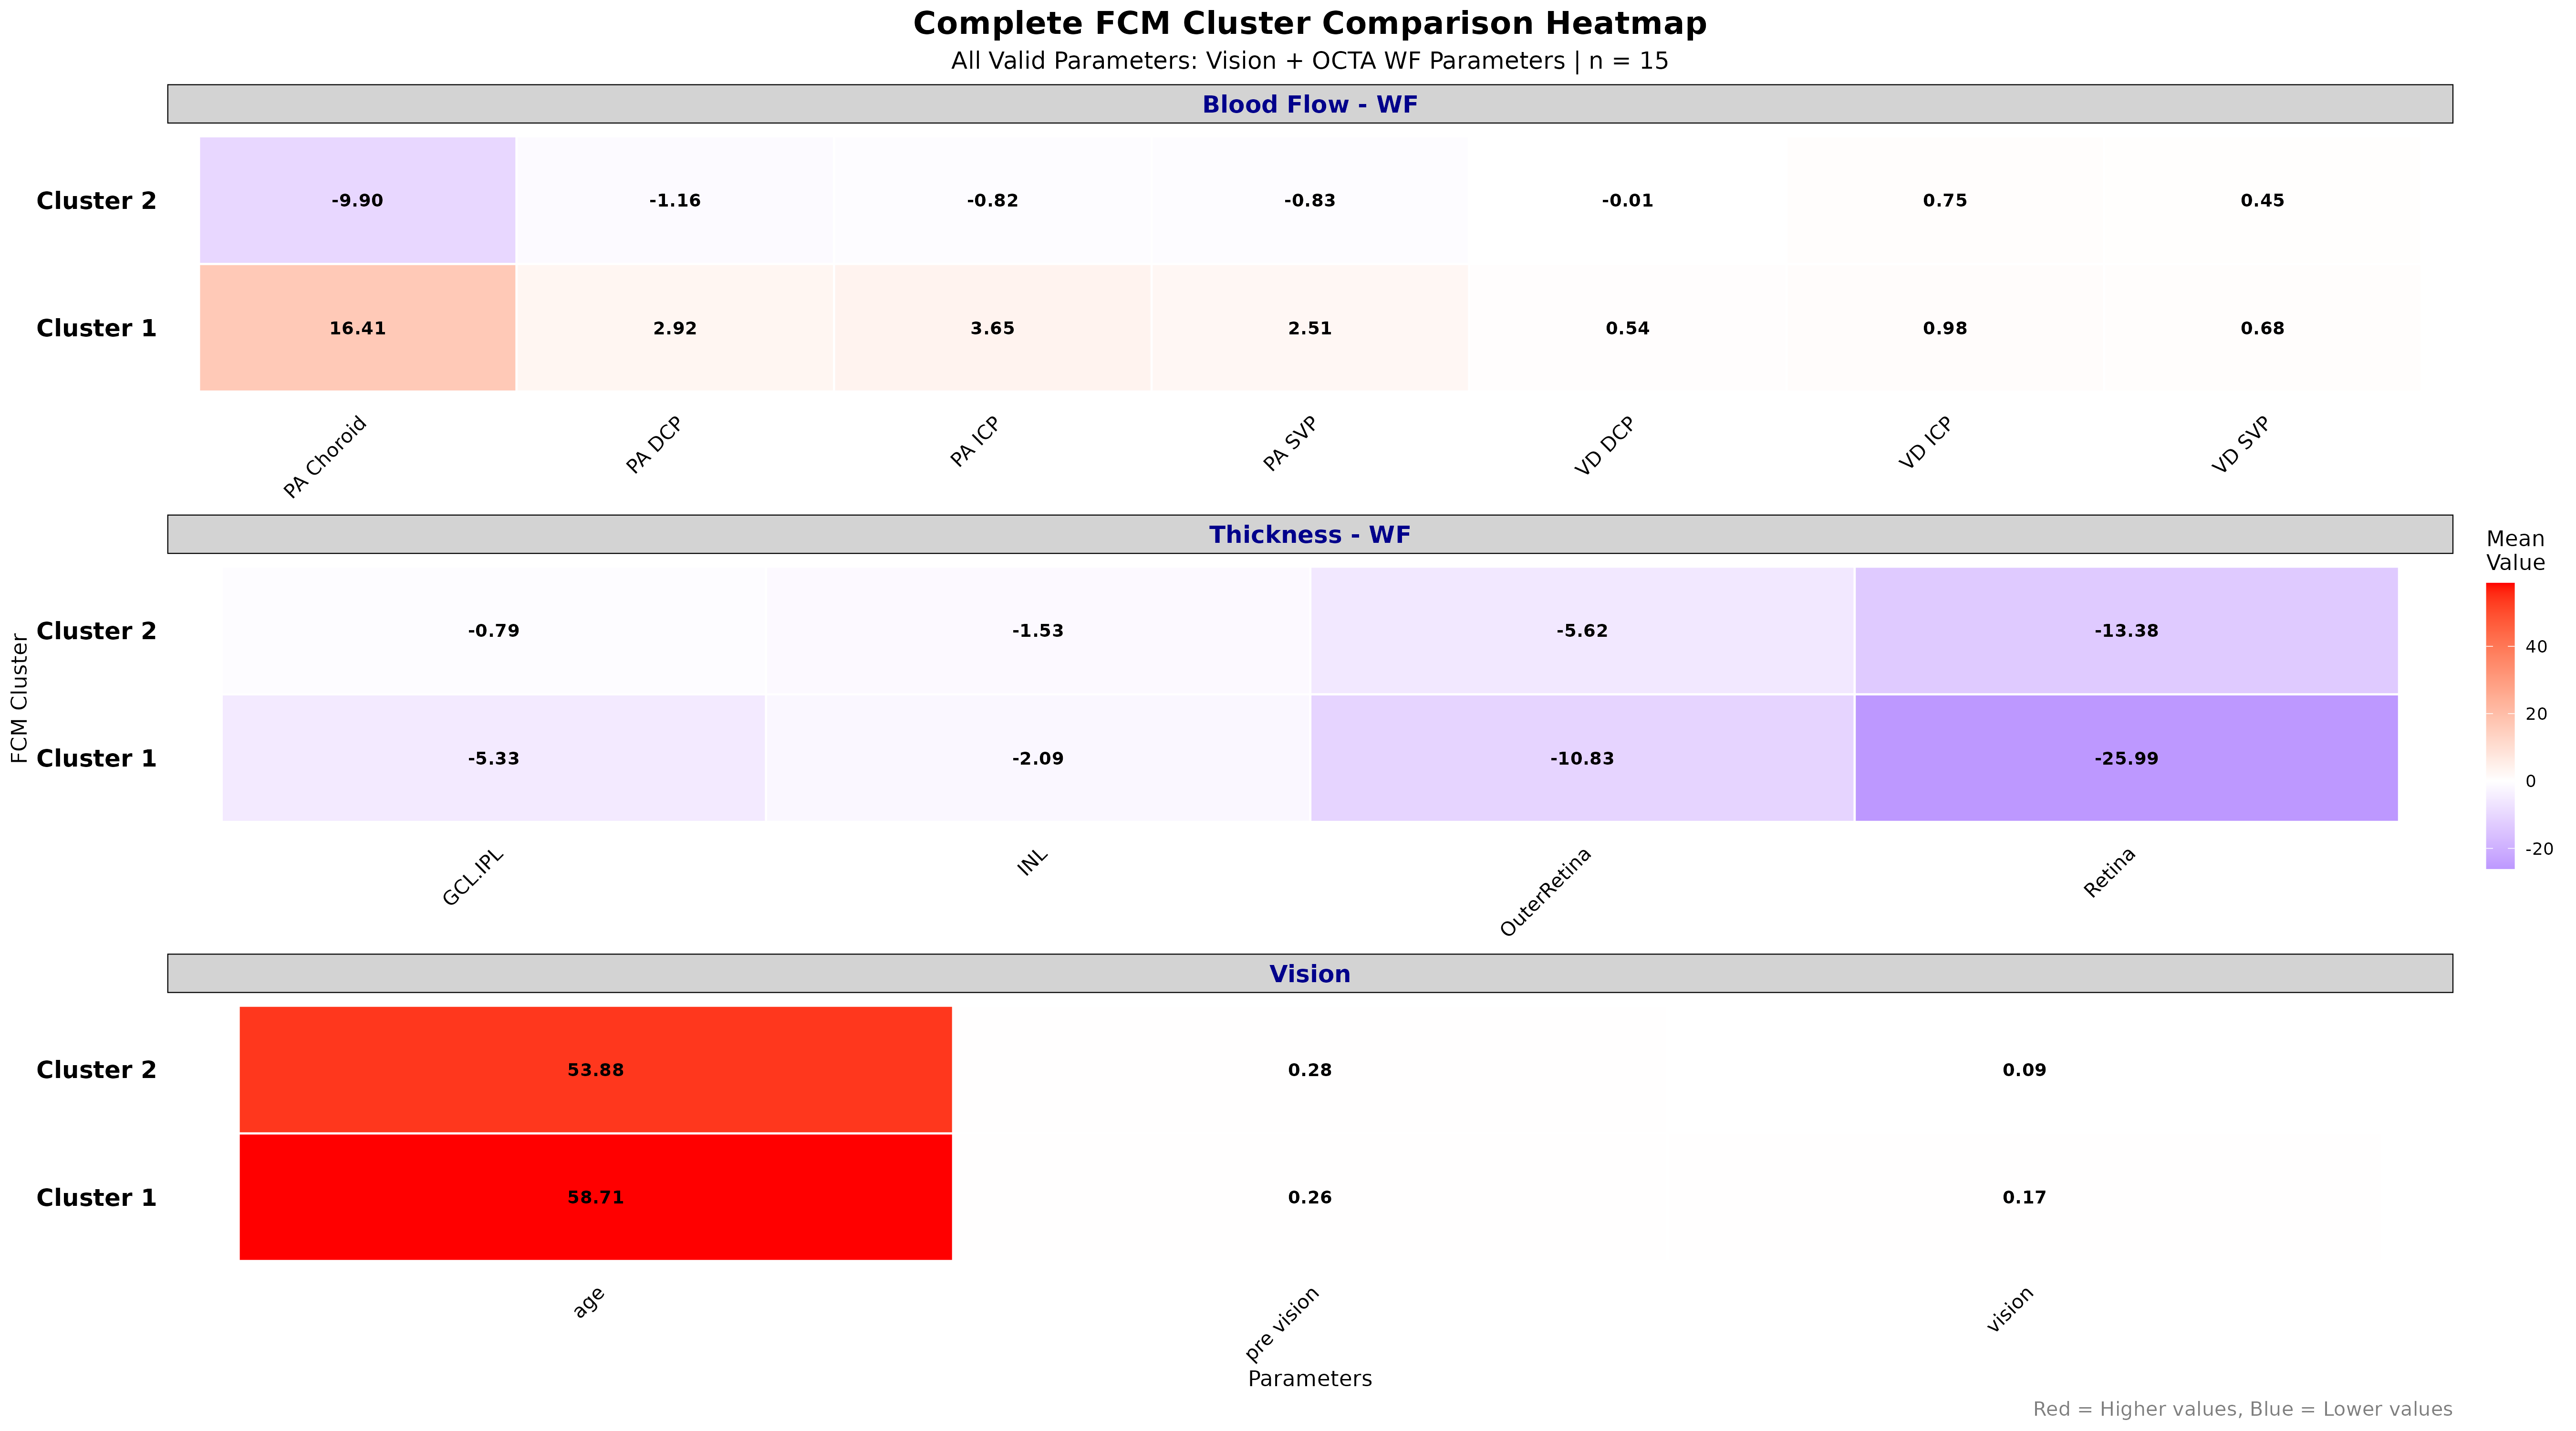 Complete FCM Cluster Comparison Heatmap
All Valid Parameters: Vision + OCTA WF Parameters | n = 15
Blood Flow - WF
Cluster 2 -9.90 -1.16 -0.82 -0.83 -0.01 0.75 0.45
Cluster 1 16.41 2.92 3.65 2.51 0.54 0.98 0.68
PA Choroid PA DCP PA ICP PA SVP VD DCP VD ICP VD SVP
Thickness - WF
Cluster 2 -0.79 -1.53 -5.62 -13.38
Cluster 1 -5.33 -2.09 -10.83 -25.99
GCL.IPL INL OuterRetina Retina
FCM Cluster
Mean
Value
40
20
0
-20
Vision
Cluster 2 53.88 0.28 0.09
Cluster 1 58.71 0.26 0.17
age pre vision vision
Parameters
Red = Higher values, Blue = Lower values